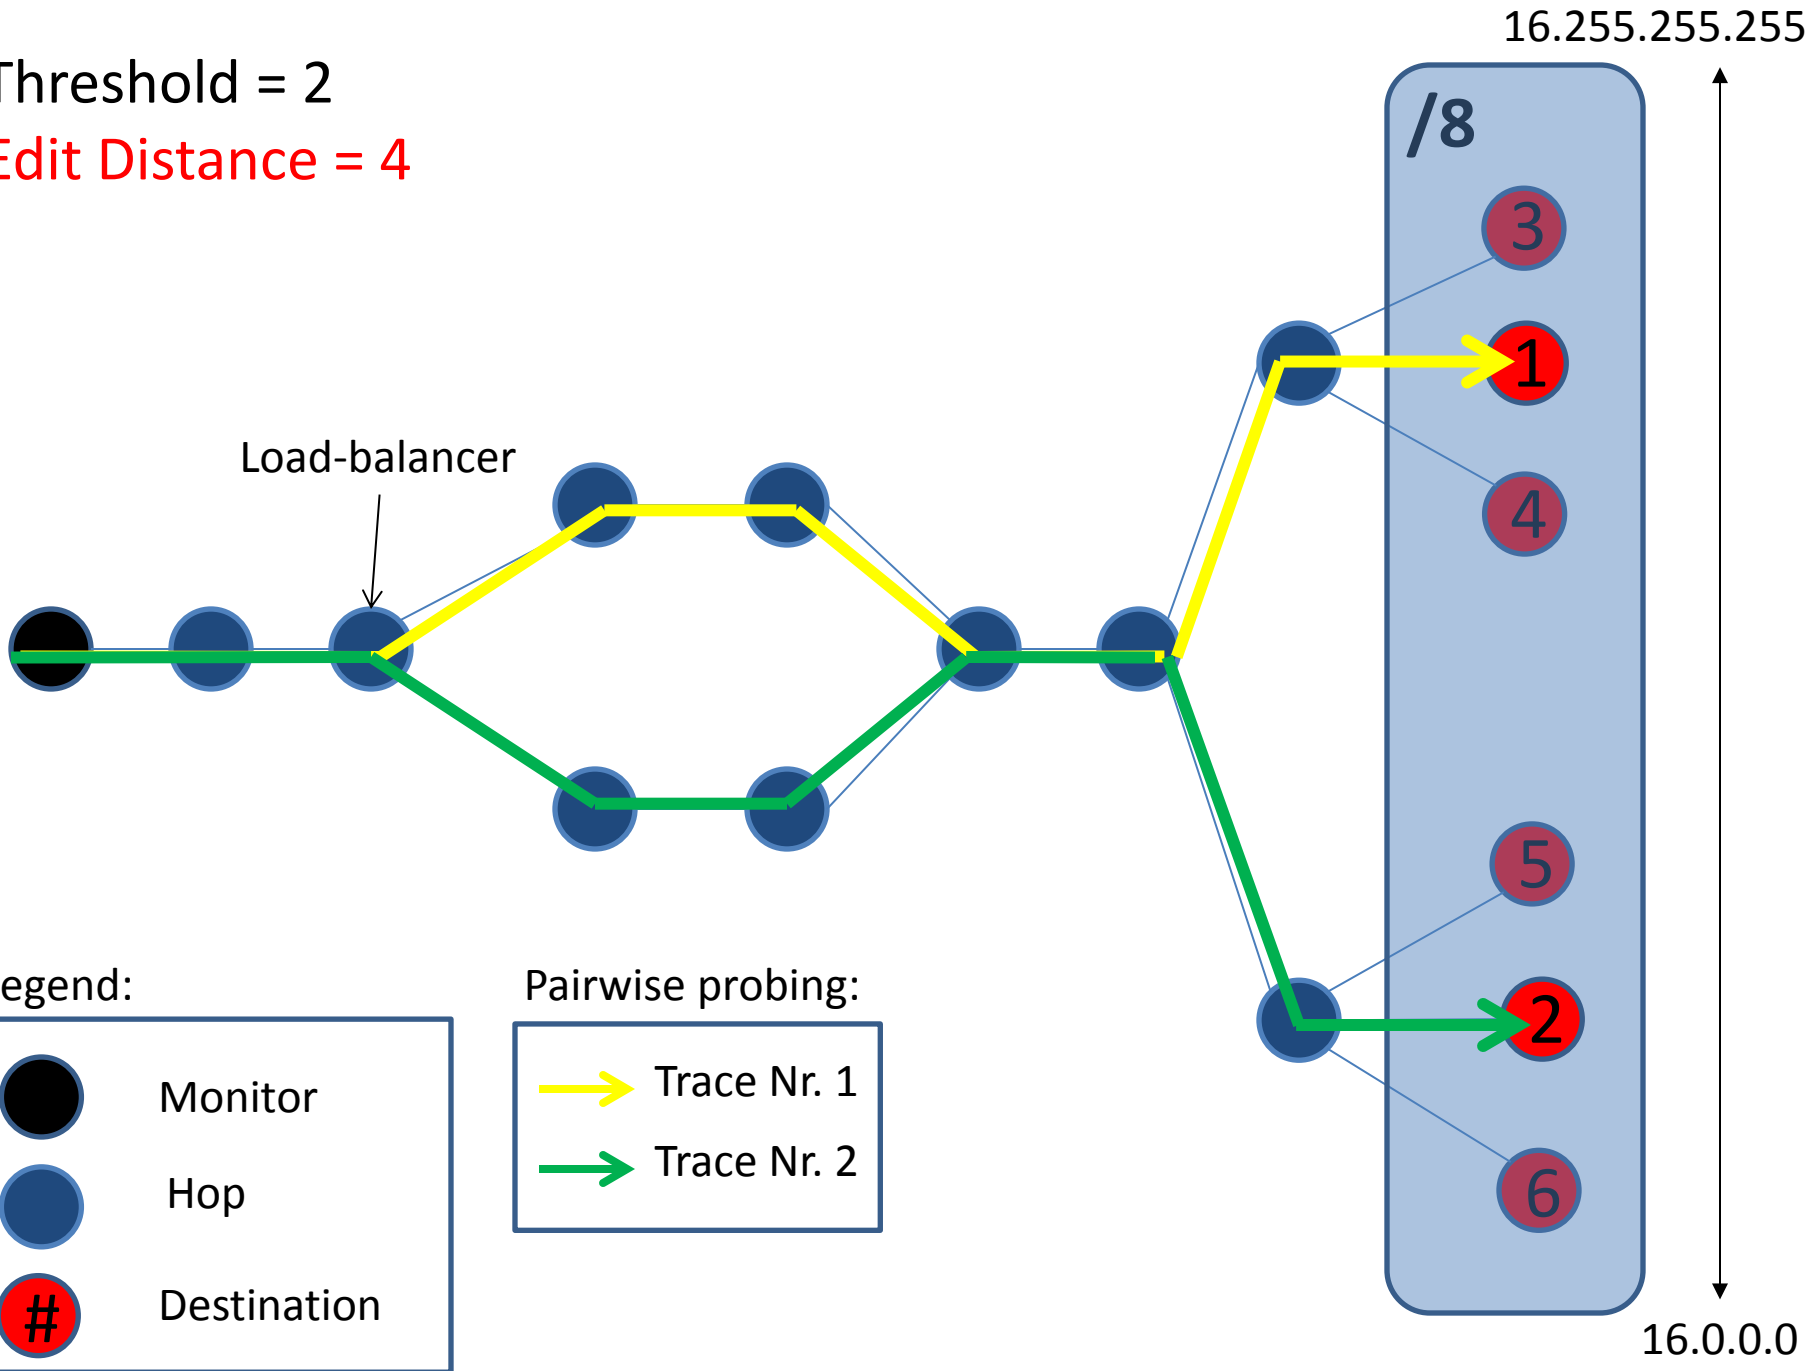 16.255.255.255
Threshold = 2
Edit Distance = 4
/8
3
1
4
Load-balancer
5
2
6
egend:
Monitor
Hop
# Destination
Pairwise probing:
Trace Nr. 1
Trace Nr. 2
16.0.0.0